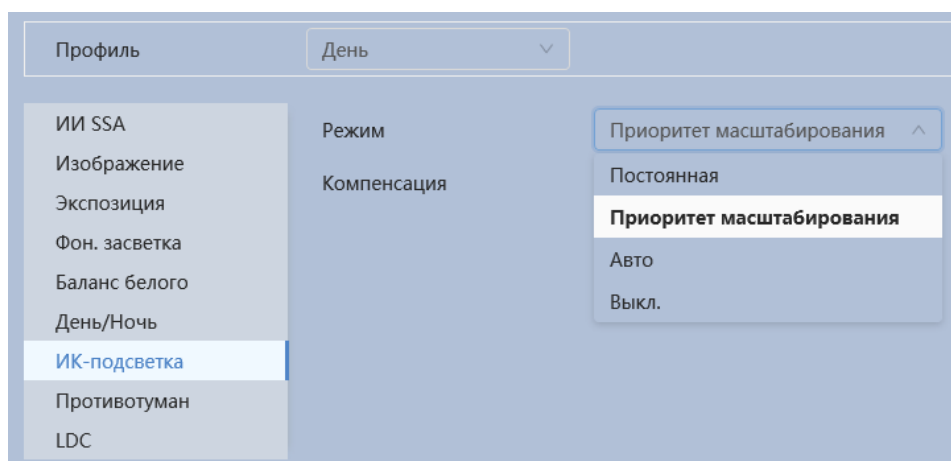 Профиль
День
ИИ SSA
Изображение
Экспозиция
Фон. засветка
Баланс белого
День/Ночь
ИК-подсветка
Противотуман
LDC
Режим
Приоритет масштабирования
Компенсация
Постоянная
Приоритет масштабирования
Авто
Выкл.